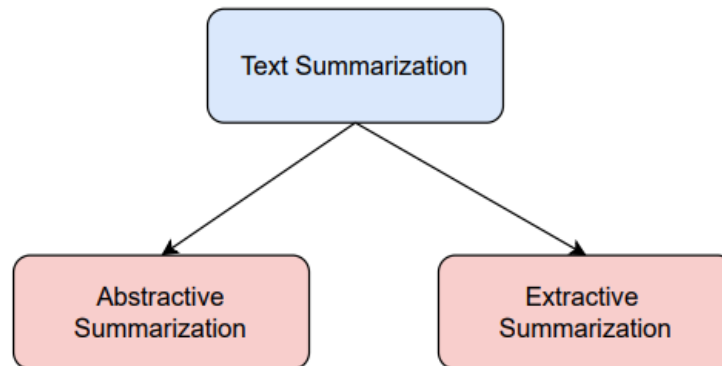 Text Summarization
Abstractive
Summarization
Extractive
Summarization